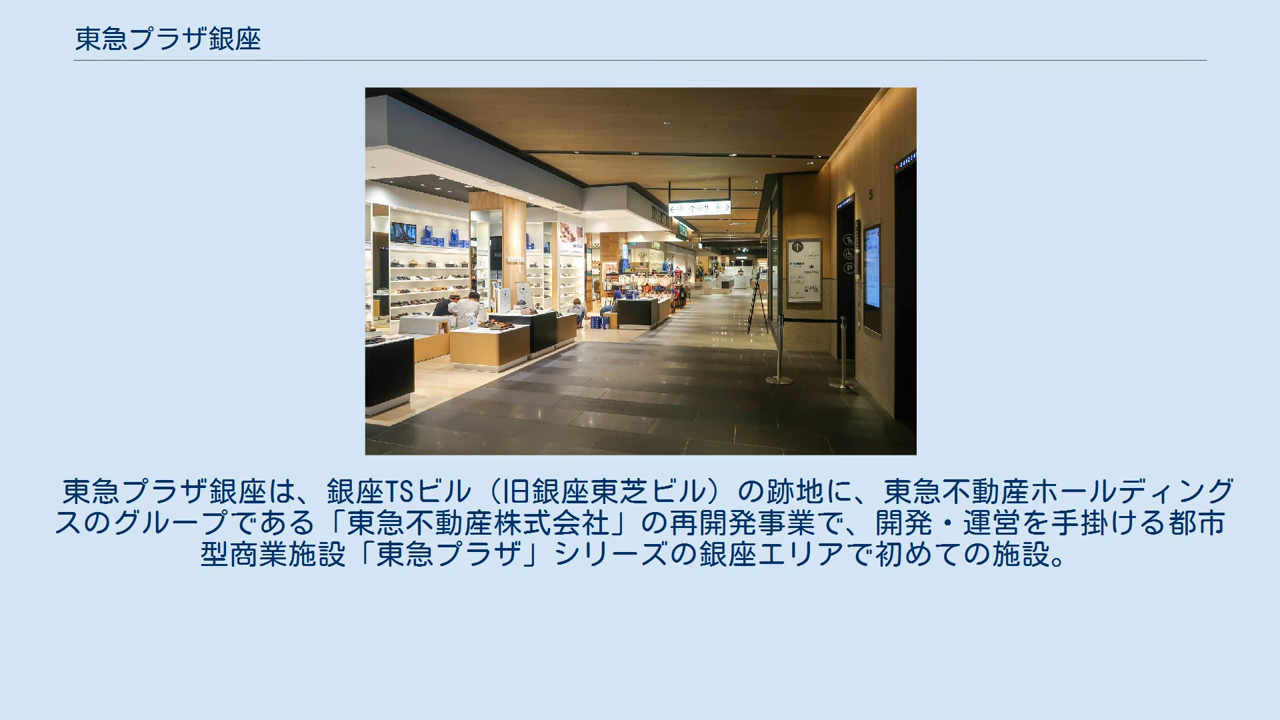 東急プラザ銀座
東急プラザ銀座は、銀座TSビル（旧銀座東芝ビル）の跡地に、東急不動産ホールディング
スのグループである「東急不動産株式会社」の再開発事業で、開発・運営を手掛ける都市
型商業施設「東急プラザ」シリーズの銀座エリアで初めての施設。